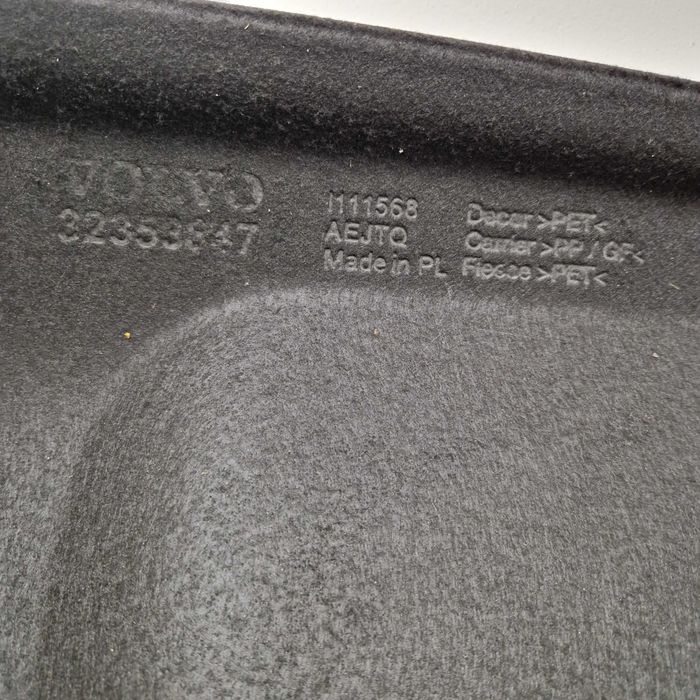 VOLVO
32353847
I111568
AEJTQ
Made in PL
Decor >PET<
Carrier >PP / GF<
Fleece >PET<